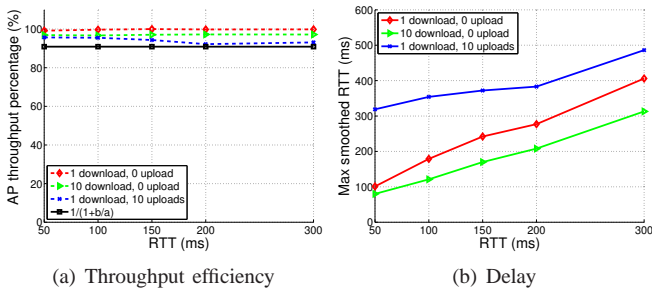 AP throughput percentage (%)
100
80
60
40
20
0
1 download, 0 upload
10 download, 0 upload
1 download, 10 uploads
1/(1+b/a)
50
100
150
200
300
RTT (ms)
(a) Throughput efficiency
Max smoothed RTT (ms)
600
500
400
300
200
100
0
1 download, 0 upload
10 download, 0 upload
1 download, 10 uploads
50
100
150
200
300
RTT (ms)
(b) Delay